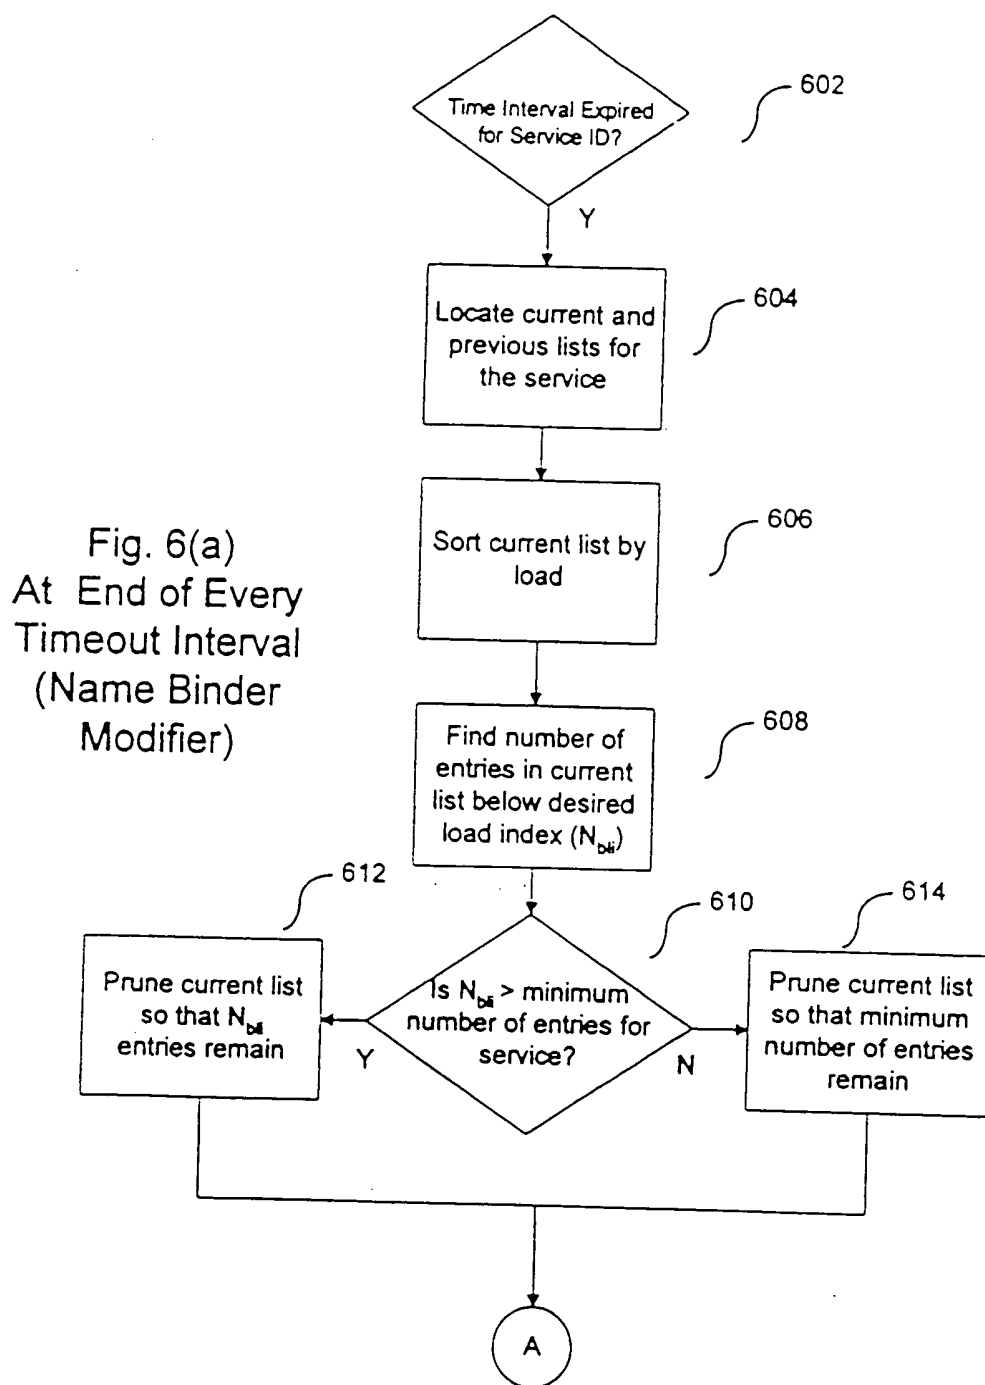 Time Interval Expired
for Service ID?
602
Y
Locate current and
previous lists for
the service
604
Sort current list by
load
606
Fig. 6(a)
At End of Every
Timeout Interval
(Name Binder
Modifier)
Find number of
entries in current
list below desired
load index (Nbli)
608
612
Prune current list
so that Nbli
entries remain
610
Is Nbli > minimum
number of entries for
service?
Y
N
614
Prune current list
so that minimum
number of entries
remain
A